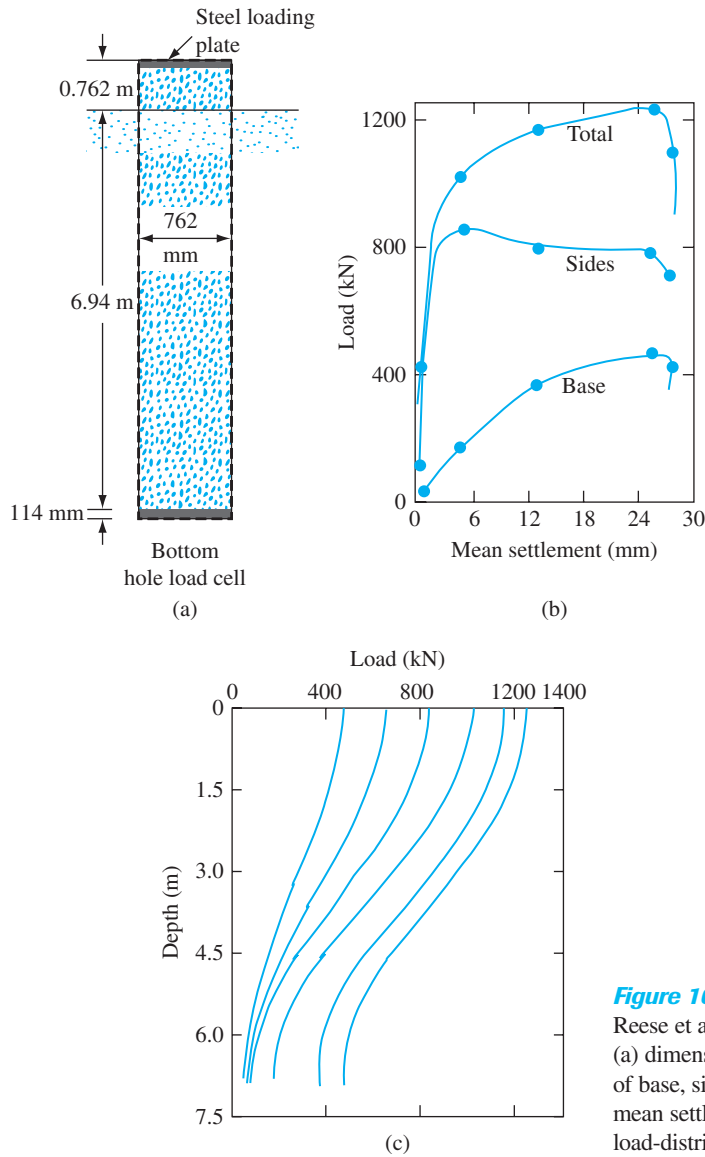 Steel loading
plate
0.762 m
762
mm
6.94 m
114 mm
Bottom
hole load cell
(a)
1200
800
400
0
Load (kN)
Total
Sides
Base
0 6 12 18 24 30
Mean settlement (mm)
(b)
Load (kN)
0 400 800 1200 1400
0
1.5
3.0
4.5
6.0
7.5
Depth (m)
(c)
Figure 10
Reese et a
(a) dimens
of base, si
mean settl
load-distri